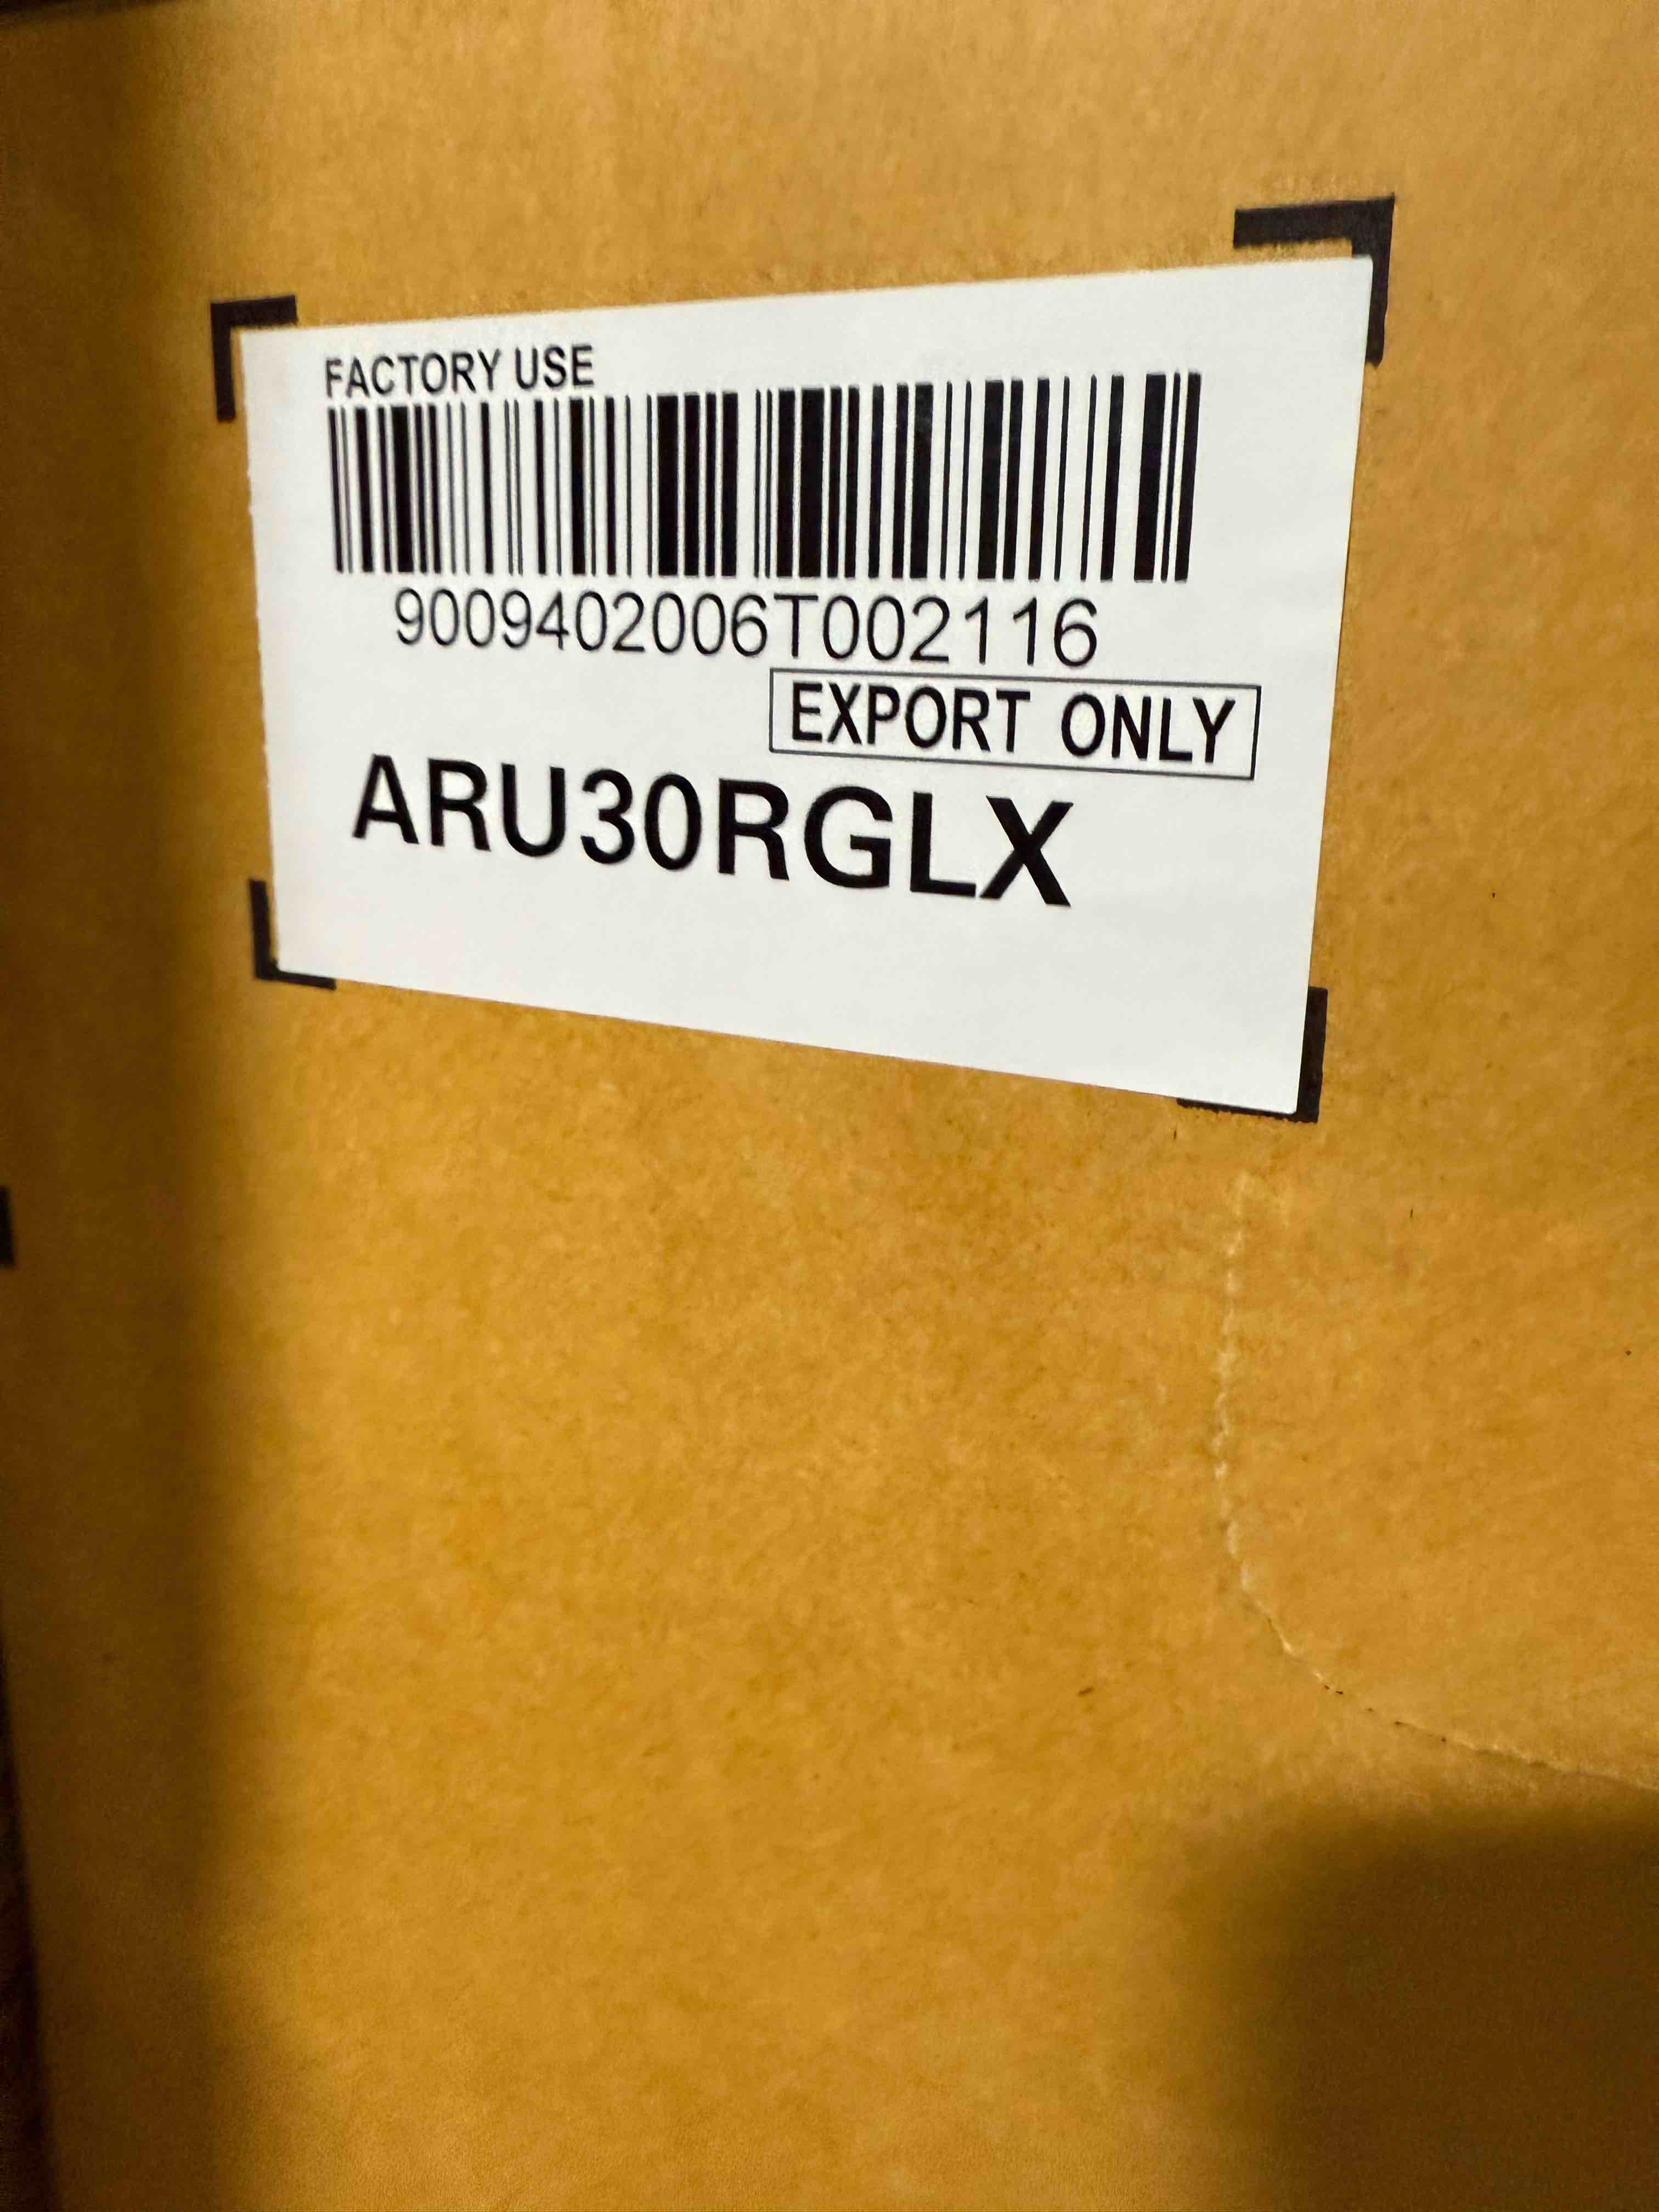 FACTORY USE
9009402006T002116
EXPORT ONLY
ARU30RGLX